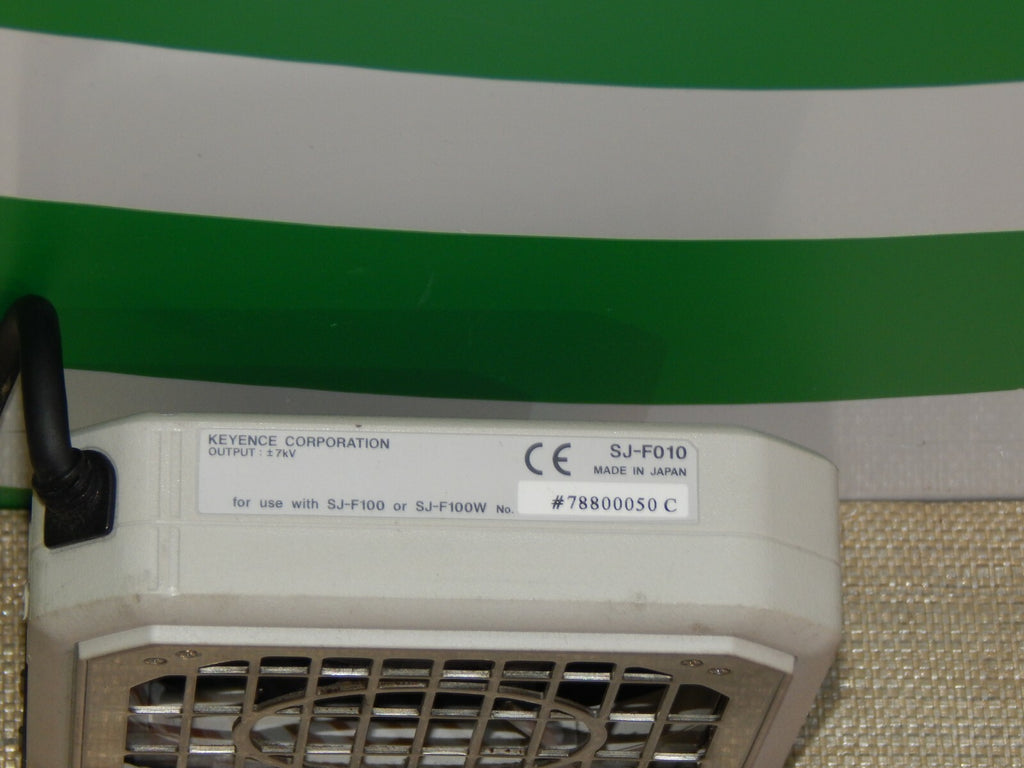 KEYENCE CORPORATION
OUTPUT : ±7kV
CE SJ-F010
MADE IN JAPAN
for use with SJ-F100 or SJ-F100W No. #78800050 C